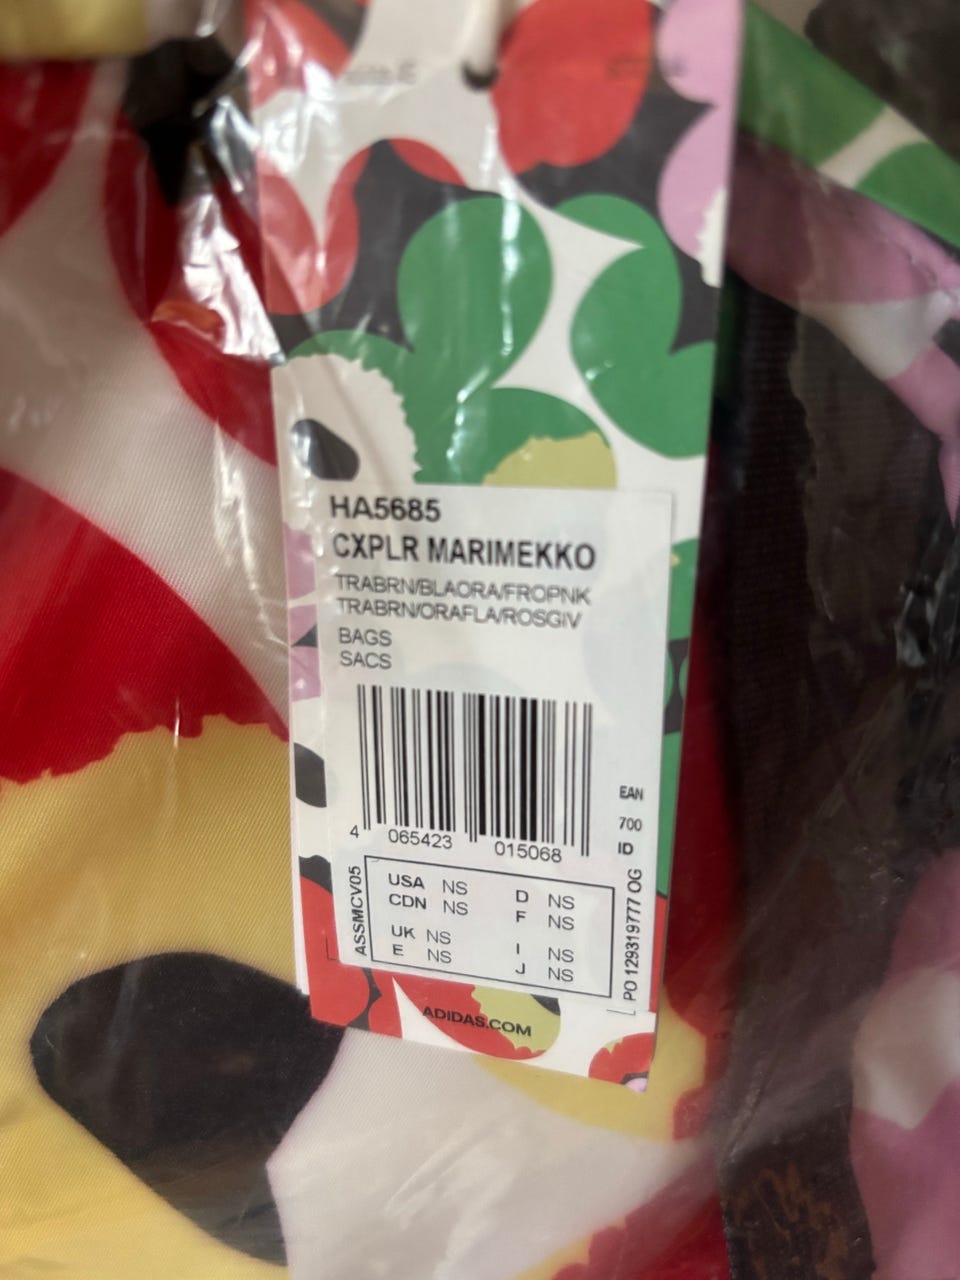 HA5685
CXPLR MARIMEKKO
TRABRN/BLAORA/FROPNK
TRABRN/ORAFLA/ROSGIV
BAGS
SACS
EAN
700
ID
4 065423 015068
ASSMCV05
USA NS D NS
CDN NS F NS
UK NS I NS
E NS J NS
PO 129319777 OG
ADIDAS.COM